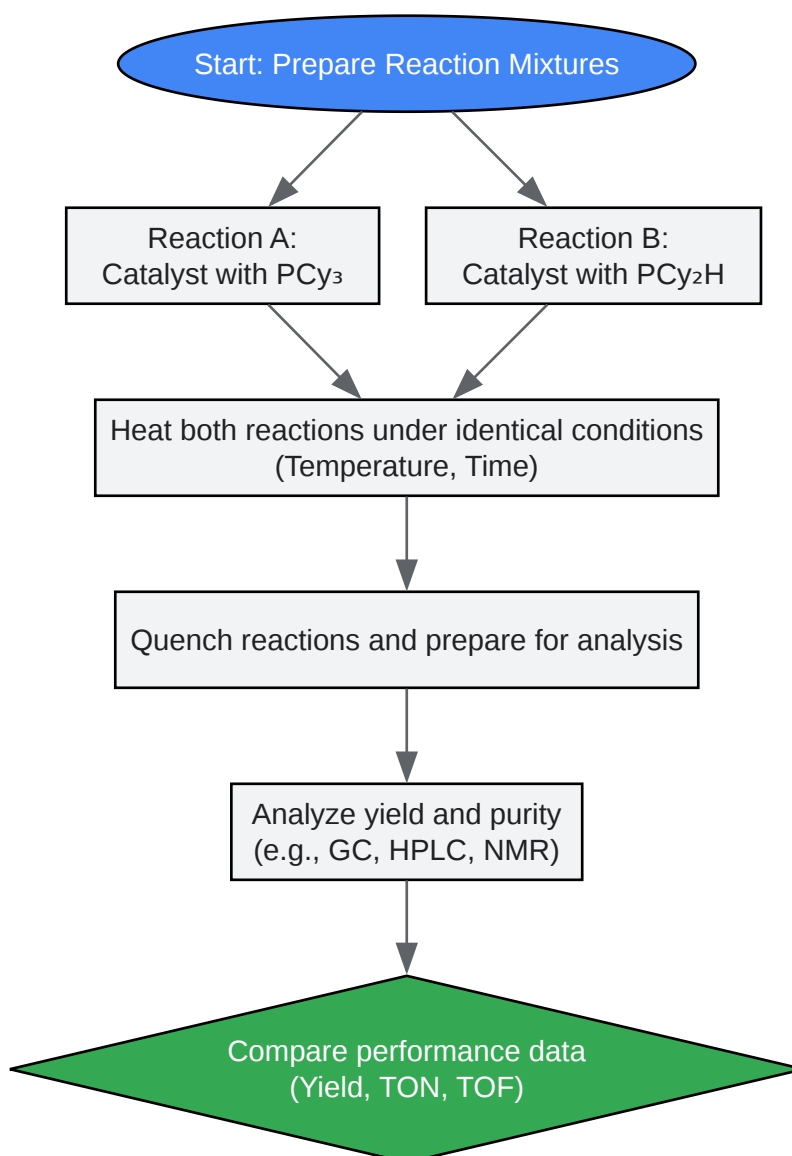 Start: Prepare Reaction Mixtures
Reaction A:
Catalyst with PCy₃
Reaction B:
Catalyst with PCy₂H
Heat both reactions under identical conditions
(Temperature, Time)
Quench reactions and prepare for analysis
Analyze yield and purity
(e.g., GC, HPLC, NMR)
Compare performance data
(Yield, TON, TOF)